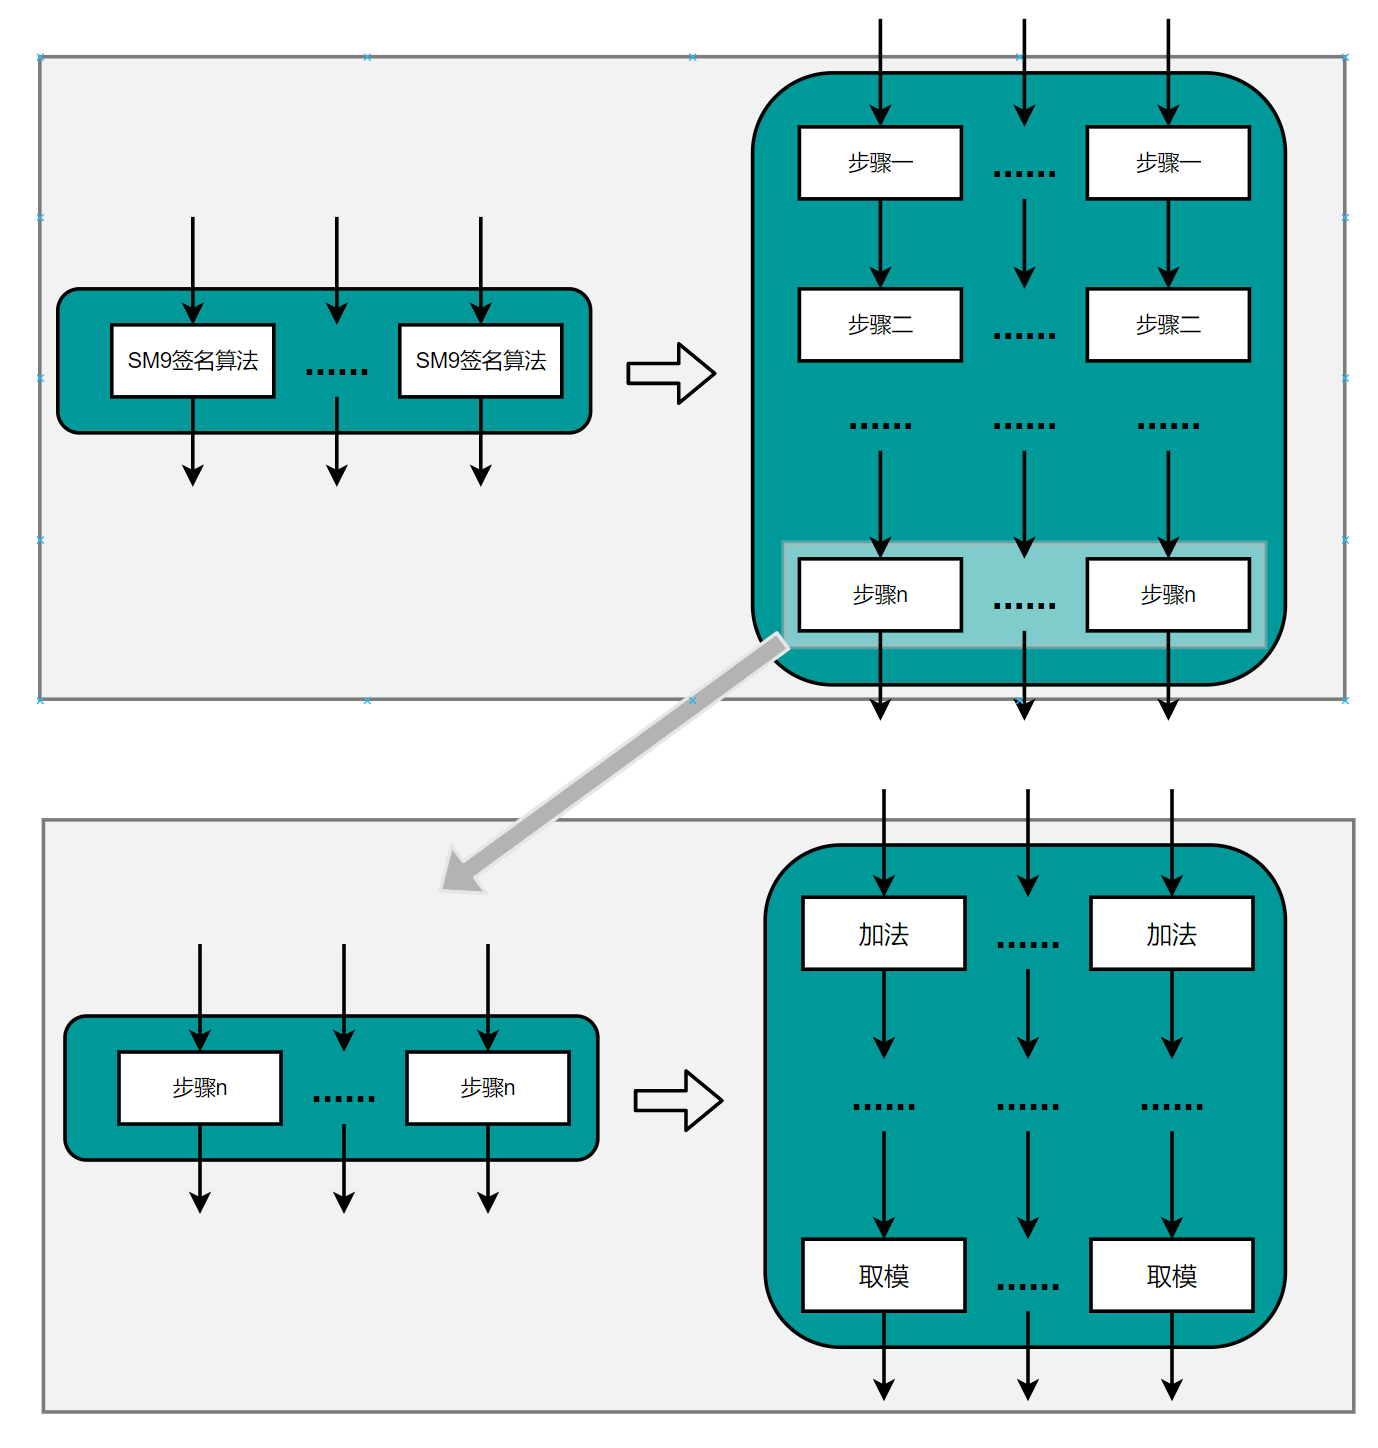 步骤一 ...... 步骤一
步骤二 ...... 步骤二
SM9签名算法 ...... SM9签名算法
...... ...... ......
步骤n ...... 步骤n
加法 ...... 加法
步骤n ...... 步骤n
...... ...... ......
取模 ...... 取模